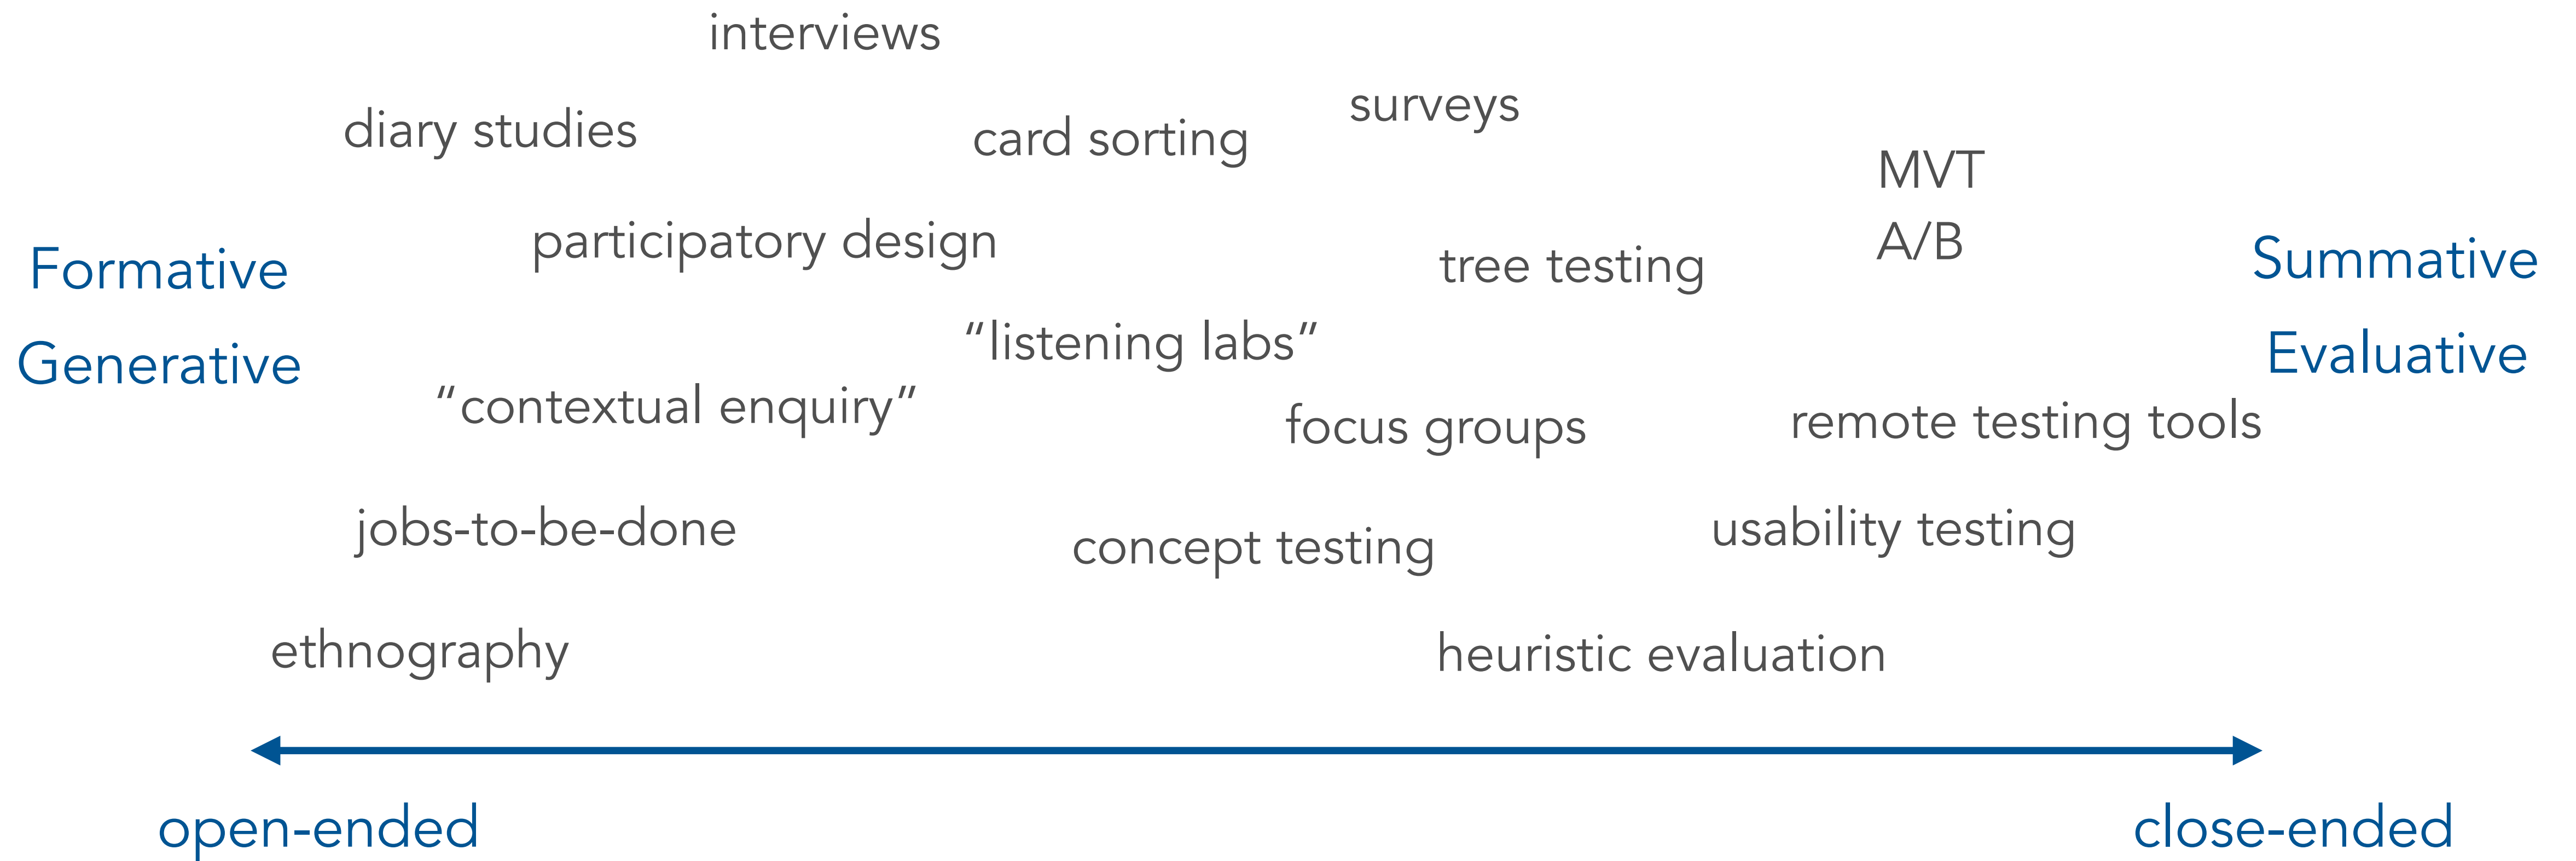 interviews
surveys
diary studies
card sorting
MVT
participatory design
A/B
Formative
tree testing
Summative
“listening labs”
Generative
Evaluative
“contextual enquiry”
focus groups
remote testing tools
jobs-to-be-done
concept testing
usability testing
ethnography
heuristic evaluation
open-ended
close-ended